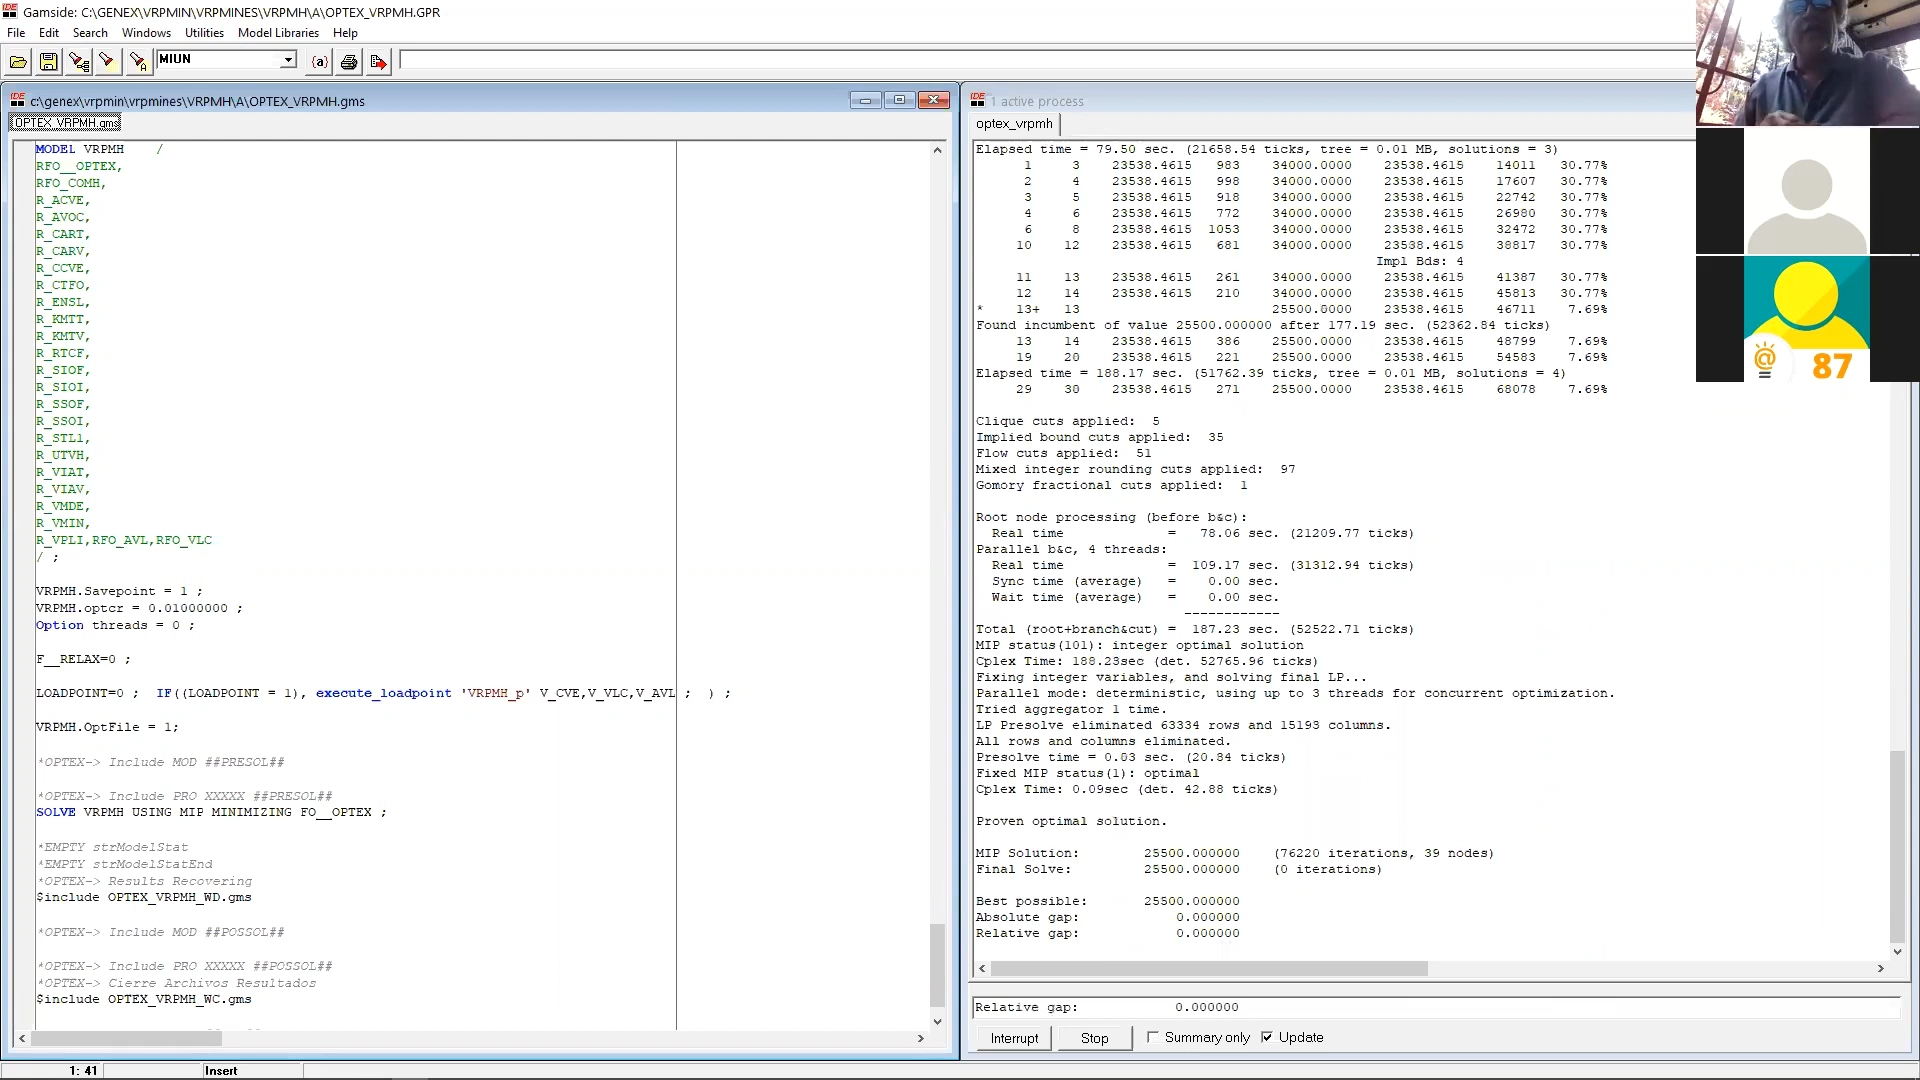 Gamside: C:\GENEX\VRPMIN\VRPMINES\VRPMH\A\OPTEX_VRPMH.GPR
File Edit Search Windows Utilities Model Libraries Help
MIUN
{a}
c:\genex\vrpmin\vrpmines\VRPMH\A\OPTEX_VRPMH.gms
OPTEX_VRPMH.gms
MODEL VRPMH /
RFO__OPTEX,
RFO_COMH,
R_ACVE,
R_AVOC,
R_CART,
R_CARV,
R_CCVE,
R_CTFO,
R_ENSL,
R_KMTT,
R_KMTV,
R_RTCF,
R_SIOF,
R_SIOI,
R_SSOF,
R_SSOI,
R_STL1,
R_UTVH,
R_VIAT,
R_VIAV,
R_VMDE,
R_VMIN,
R_VPLI,RFO_AVL,RFO_VLC
/ ;
VRPMH.Savepoint = 1 ;
VRPMH.optcr = 0.01000000 ;
Option threads = 0 ;
F__RELAX=0 ;
LOADPOINT=0 ; IF((LOADPOINT = 1), execute_loadpoint 'VRPMH_p' V_CVE,V_VLC,V_AVL ; ) ;
VRPMH.OptFile = 1;
*OPTEX-> Include MOD ##PRESOL##
*OPTEX-> Include PRO XXXXX ##PRESOL##
SOLVE VRPMH USING MIP MINIMIZING FO__OPTEX ;
*EMPTY strModelStat
*EMPTY strModelStatEnd
*OPTEX-> Results Recovering
$include OPTEX_VRPMH_WD.gms
*OPTEX-> Include MOD ##POSSOL##
*OPTEX-> Include PRO XXXXX ##POSSOL##
*OPTEX-> Cierre Archivos Resultados
$include OPTEX_VRPMH_WC.gms
1: 41 Insert
1 active process
optex_vrpmh
Elapsed time = 79.50 sec. (21658.54 ticks, tree = 0.01 MB, solutions = 3)
1 3 23538.4615 983 34000.0000 23538.4615 14011 30.77%
2 4 23538.4615 998 34000.0000 23538.4615 17607 30.77%
3 5 23538.4615 918 34000.0000 23538.4615 22742 30.77%
4 6 23538.4615 772 34000.0000 23538.4615 26980 30.77%
6 8 23538.4615 1053 34000.0000 23538.4615 32472 30.77%
10 12 23538.4615 681 34000.0000 23538.4615 38817 30.77%
Impl Bds: 4
11 13 23538.4615 261 34000.0000 23538.4615 41387 30.77%
12 14 23538.4615 210 34000.0000 23538.4615 45813 30.77%
* 13+ 13 25500.0000 23538.4615 46711 7.69%
Found incumbent of value 25500.000000 after 177.19 sec. (52362.84 ticks)
13 14 23538.4615 386 25500.0000 23538.4615 48799 7.69%
19 20 23538.4615 221 25500.0000 23538.4615 54583 7.69%
Elapsed time = 188.17 sec. (51762.39 ticks, tree = 0.01 MB, solutions = 4)
29 30 23538.4615 271 25500.0000 23538.4615 68078 7.69%
Clique cuts applied: 5
Implied bound cuts applied: 35
Flow cuts applied: 51
Mixed integer rounding cuts applied: 97
Gomory fractional cuts applied: 1
Root node processing (before b&c):
Real time = 78.06 sec. (21209.77 ticks)
Parallel b&c, 4 threads:
Real time = 109.17 sec. (31312.94 ticks)
Sync time (average) = 0.00 sec.
Wait time (average) = 0.00 sec.
------------
Total (root+branch&cut) = 187.23 sec. (52522.71 ticks)
MIP status(101): integer optimal solution
Cplex Time: 188.23sec (det. 52765.96 ticks)
Fixing integer variables, and solving final LP...
Parallel mode: deterministic, using up to 3 threads for concurrent optimization.
Tried aggregator 1 time.
LP Presolve eliminated 63334 rows and 15193 columns.
All rows and columns eliminated.
Presolve time = 0.03 sec. (20.84 ticks)
Fixed MIP status(1): optimal
Cplex Time: 0.09sec (det. 42.88 ticks)
Proven optimal solution.
MIP Solution: 25500.000000 (76220 iterations, 39 nodes)
Final Solve: 25500.000000 (0 iterations)
Best possible: 25500.000000
Absolute gap: 0.000000
Relative gap: 0.000000
Relative gap: 0.000000
Interrupt Stop Summary only Update
@ 87